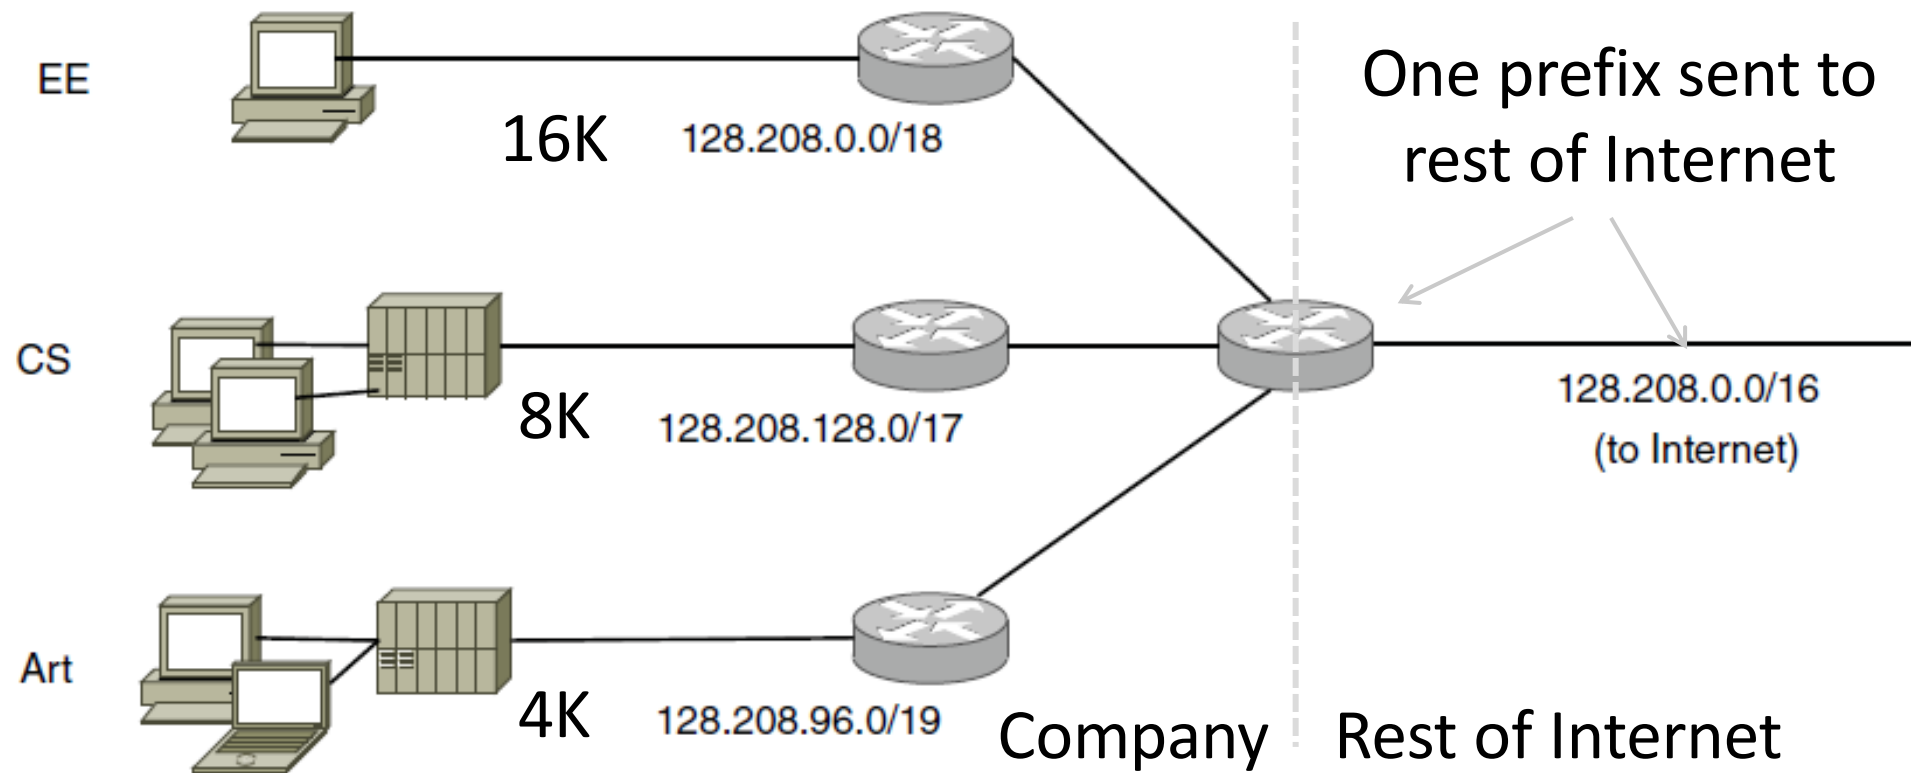 EE
16K
128.208.0.0/18
One prefix sent to
rest of Internet
CS
8K
128.208.128.0/17
128.208.0.0/16
(to Internet)
Art
4K
128.208.96.0/19
Company
Rest of Internet